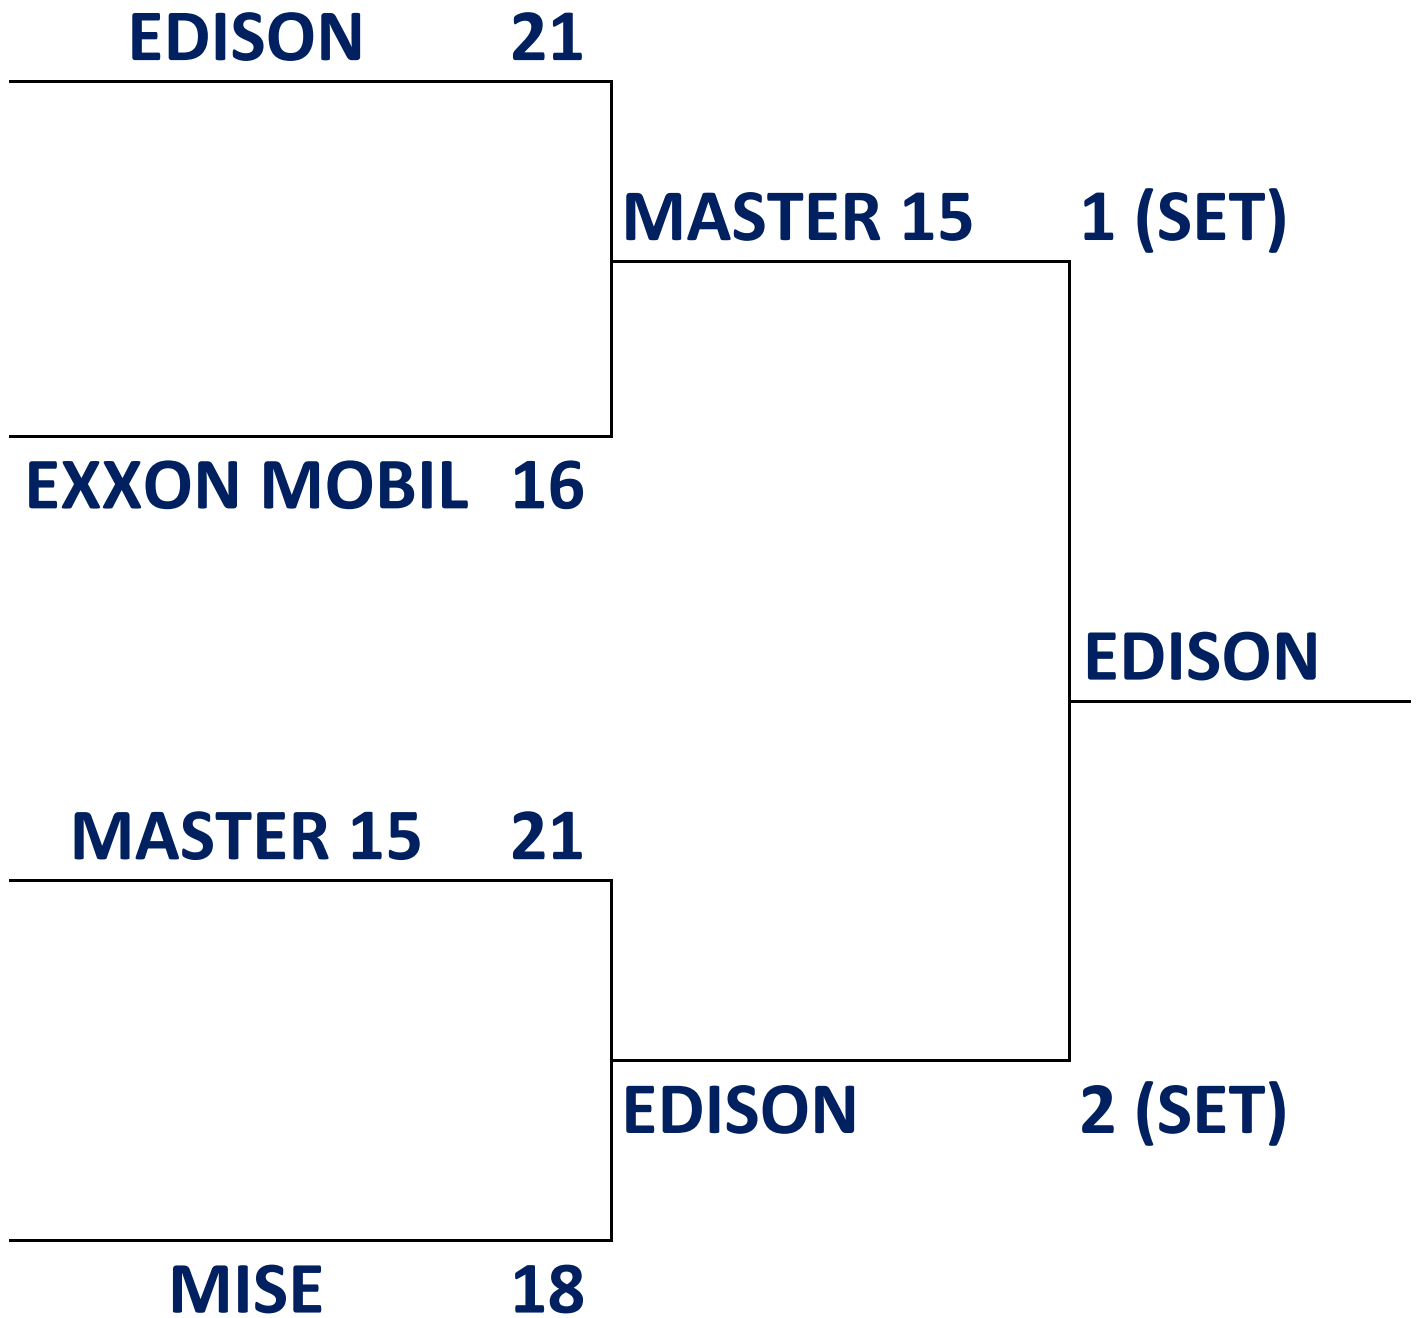 EDISON 21
MASTER 15 1 (SET)
EXXON MOBIL 16
EDISON
MASTER 15 21
EDISON 2 (SET)
MISE 18